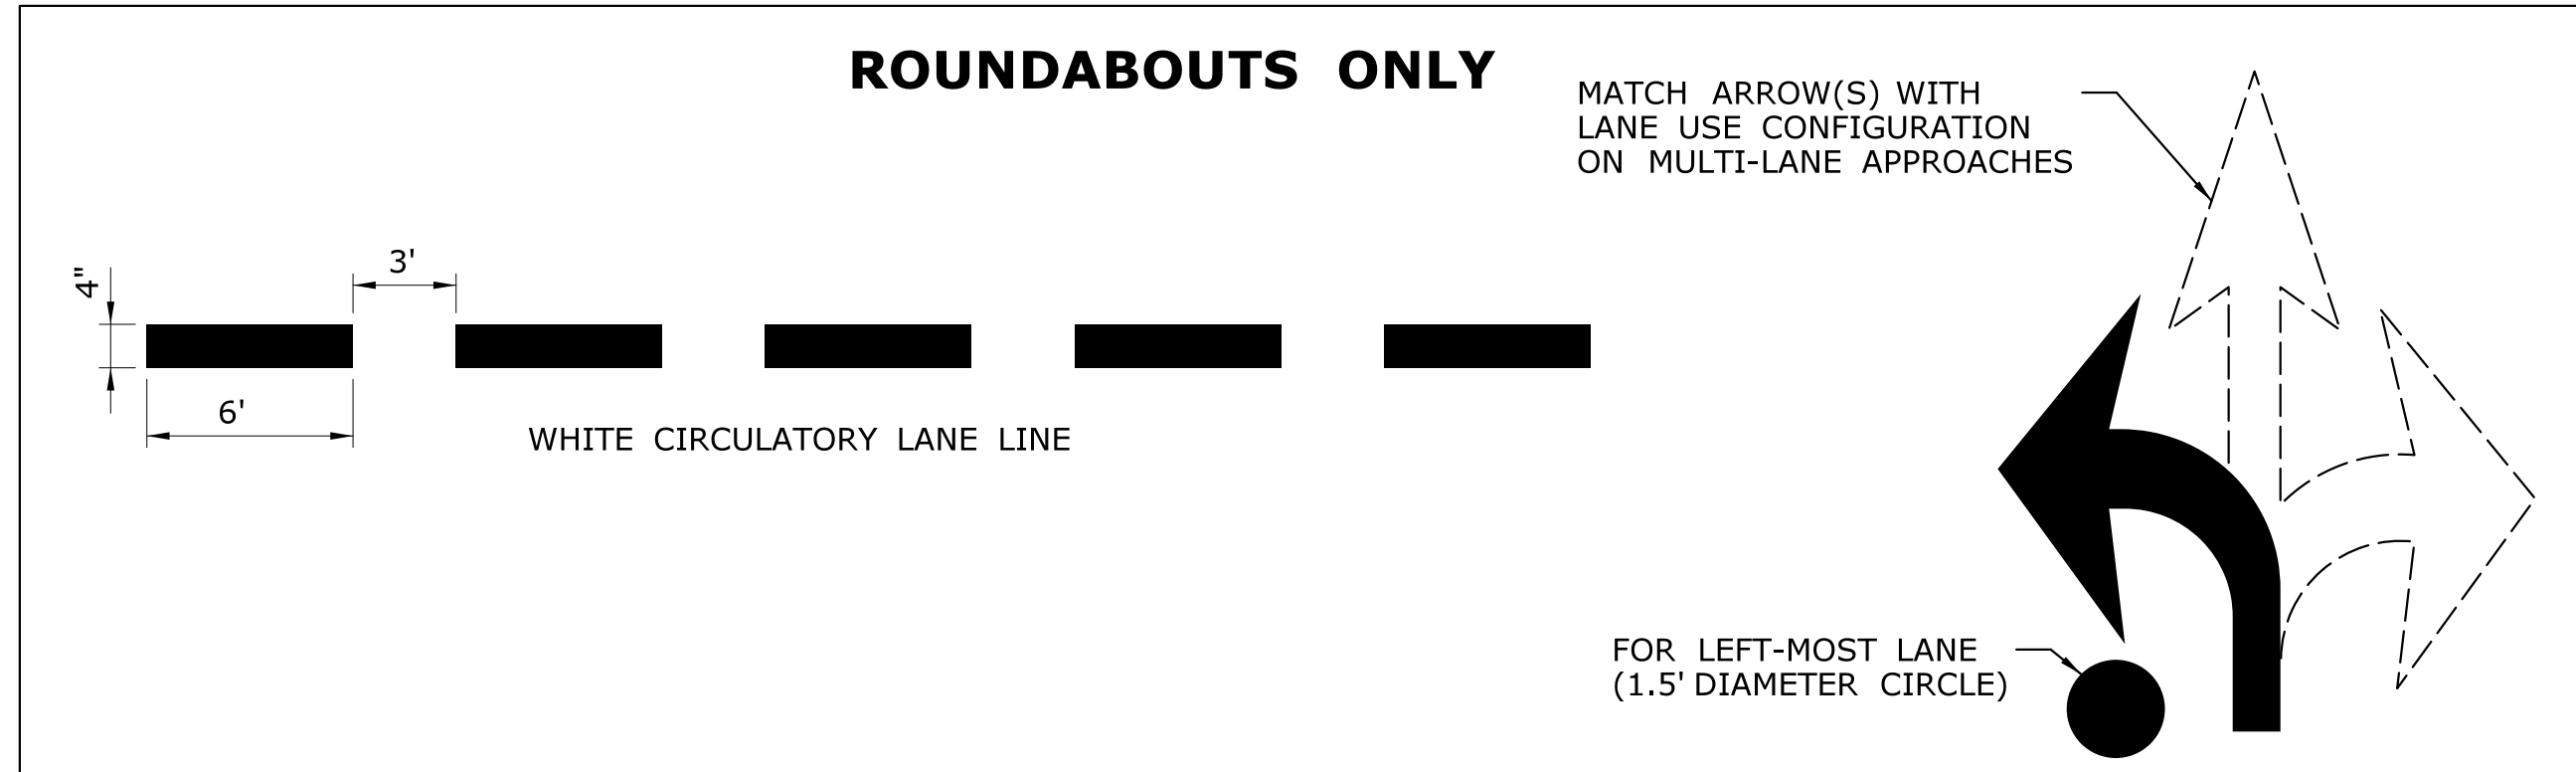 ROUNDABOUTS ONLY
MATCH ARROW(S) WITH
LANE USE CONFIGURATION
ON MULTI-LANE APPROACHES
3'
4"
6'
WHITE CIRCULATORY LANE LINE
FOR LEFT-MOST LANE
(1.5' DIAMETER CIRCLE)